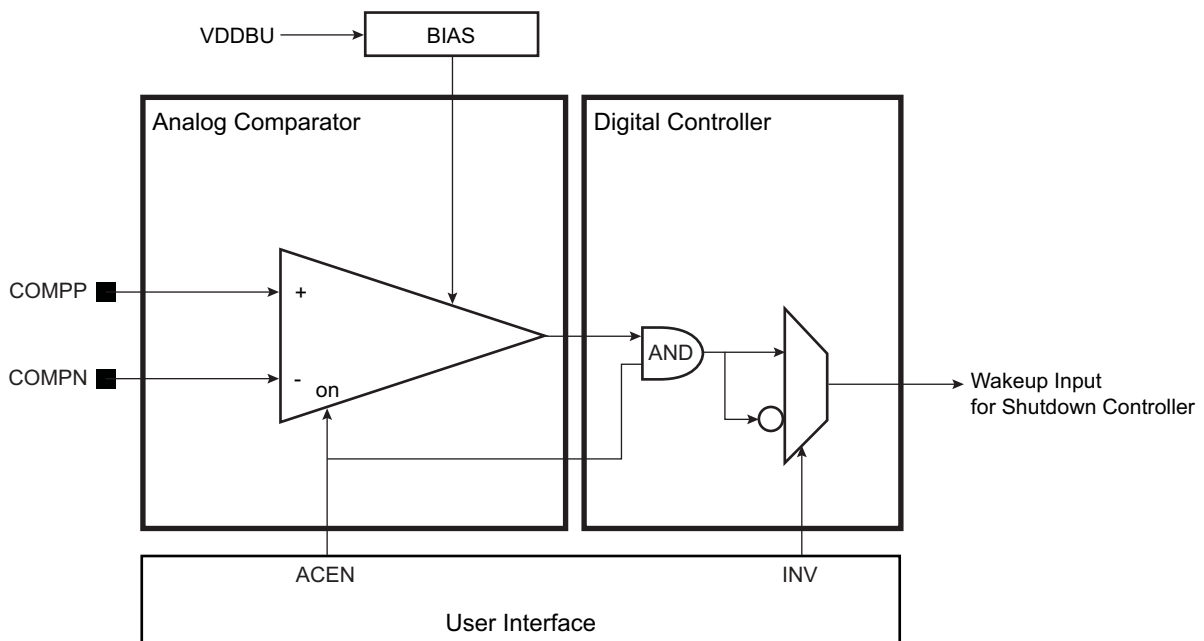 VDDBU
BIAS
Analog Comparator
Digital Controller
COMPP
+
AND
COMPN
-
on
Wakeup Input
for Shutdown Controller
ACEN
INV
User Interface